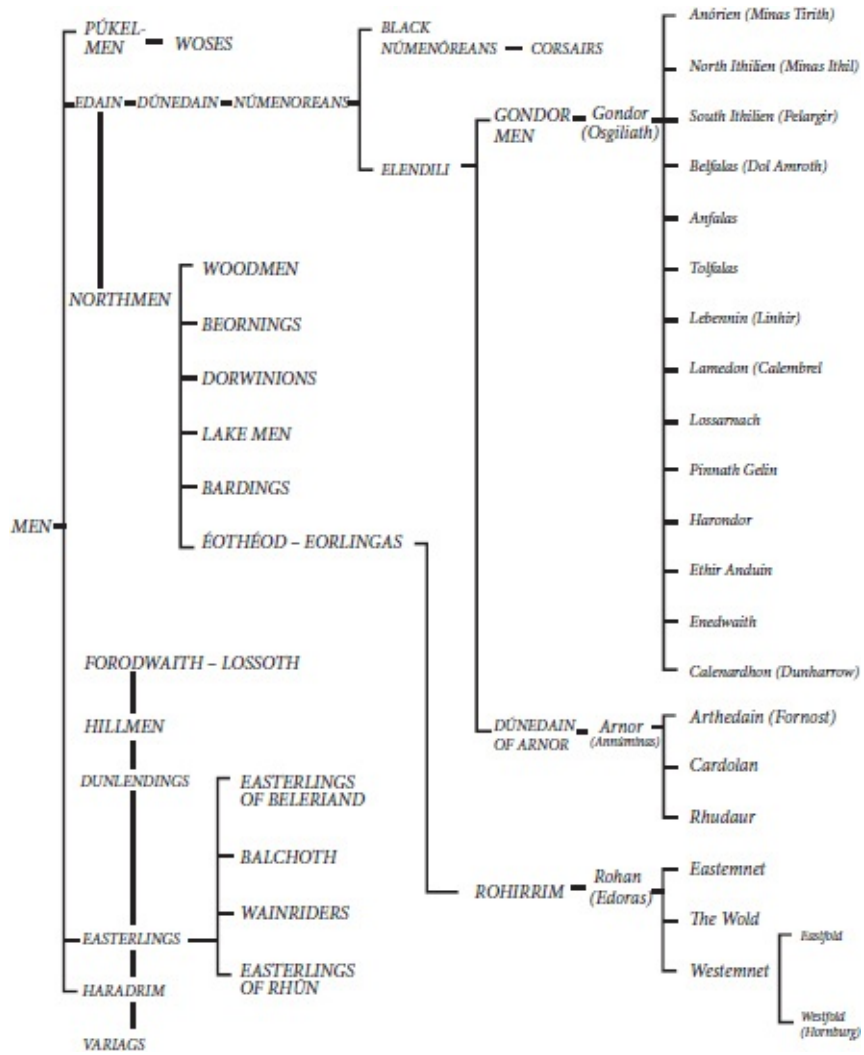 PÚKEL-
MEN
WOSES
EDAIN
DÚNEDAIN
NÚMENOREANS
BLACK
NÚMENÓREANS
CORSAIRS
ELENDILI
GONDOR
MEN
Gondor
(Osgiliath)
Anórien (Minas Tirith)
North Ithilien (Minas Ithil)
South Ithilien (Pelargir)
Belfalas (Dol Amroth)
Anfalas
Tolfalas
Lebennin (Linhir)
Lamedon (Calembrel
Lossarnach
Pinnath Gelin
Harondor
Ethir Anduin
Enedwaith
Calenardhon (Dunharrow)
NORTHMEN
WOODMEN
BEORNINGS
DORWINIONS
LAKE MEN
BARDINGS
ÉOTHÉOD – EORLINGAS
MEN
FORODWAITH – LOSSOTH
HILLMEN
DUNLENDINGS
DÚNEDAIN
OF ARNOR
Arnor
(Annúminas)
Arthedain (Fornost)
Cardolan
Rhudaur
EASTERLINGS
OF BELERIAND
BALCHOTH
WAINRIDERS
EASTERLINGS
OF RHÛN
EASTERLINGS
HARADRIM
VARIAGS
ROHIRRIM
Rohan
(Edoras)
Eastemnet
The Wold
Westemnet
Eastfold
Westfold
(Hornburg)